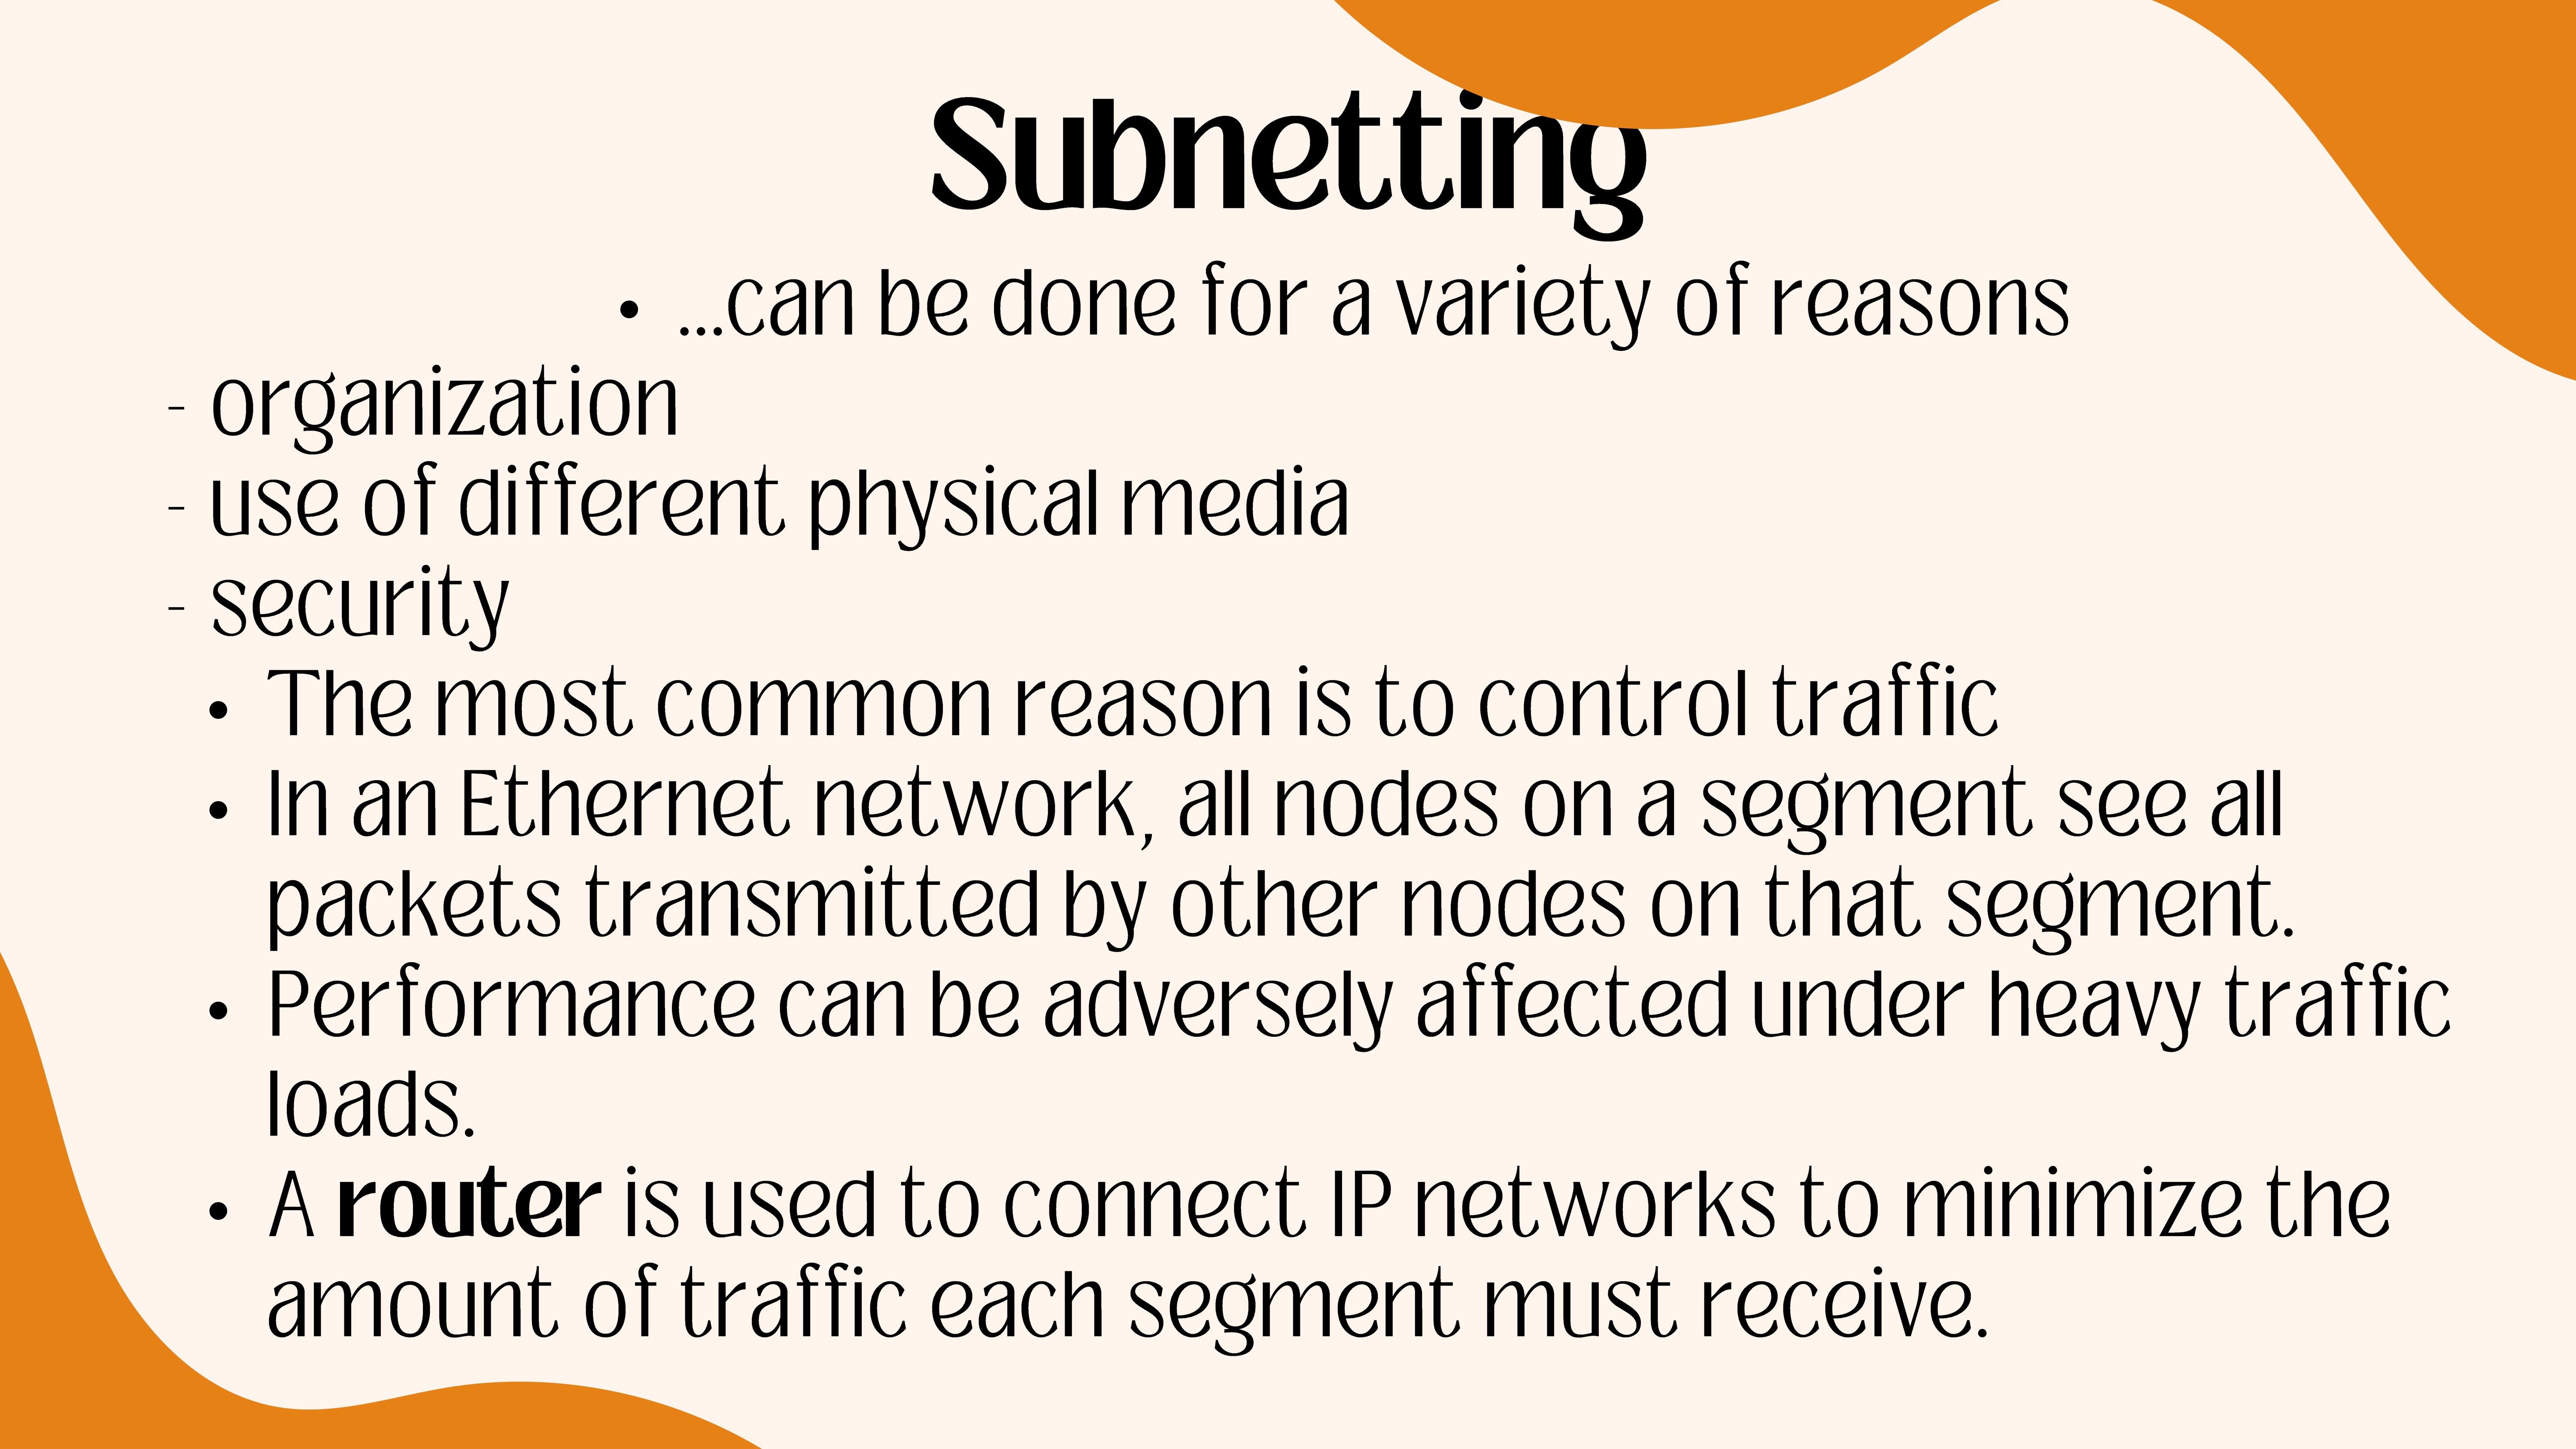 Subnetting
• ...can be done for a variety of reasons
- organization
- use of different physical media
- security
• The most common reason is to control traffic
• In an Ethernet network, all nodes on a segment see all
packets transmitted by other nodes on that segment.
• Performance can be adversely affected under heavy traffic
loads.
• A router is used to connect IP networks to minimize the
amount of traffic each segment must receive.